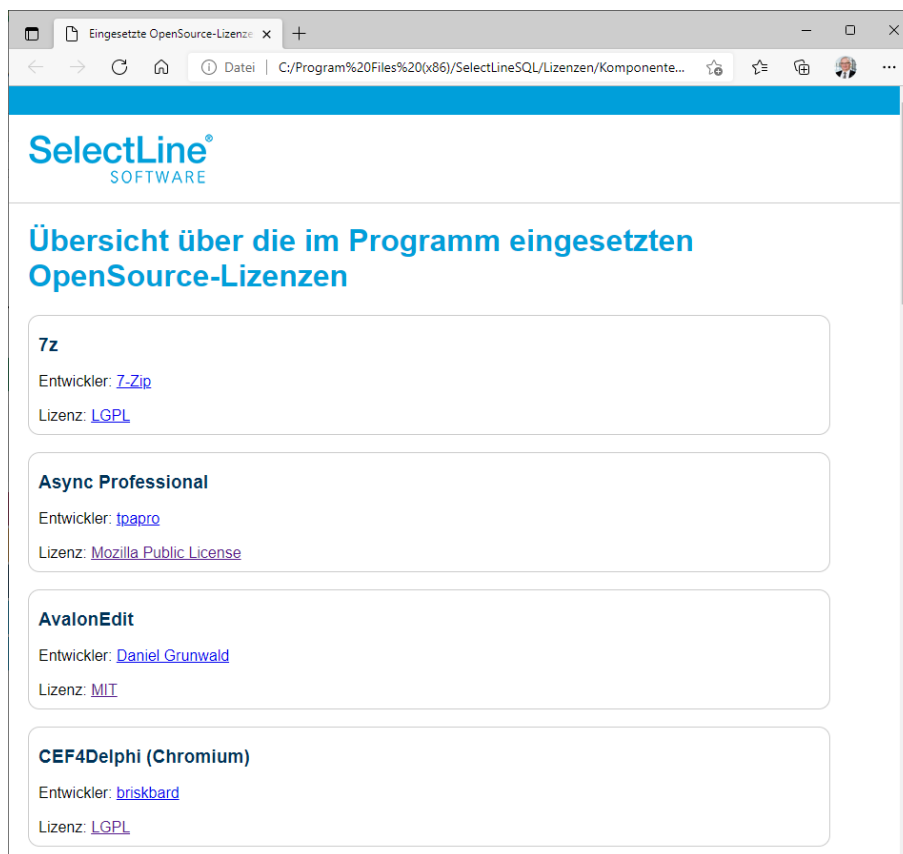 Eingesetzte OpenSource-Lizenze
Datei | C:/Program%20Files%20(x86)/SelectLineSQL/Lizenzen/Komponente...
SelectLine®
SOFTWARE
Übersicht über die im Programm eingesetzten
OpenSource-Lizenzen
7z
Entwickler: 7-Zip
Lizenz: LGPL
Async Professional
Entwickler: tpapro
Lizenz: Mozilla Public License
AvalonEdit
Entwickler: Daniel Grunwald
Lizenz: MIT
CEF4Delphi (Chromium)
Entwickler: briskbard
Lizenz: LGPL